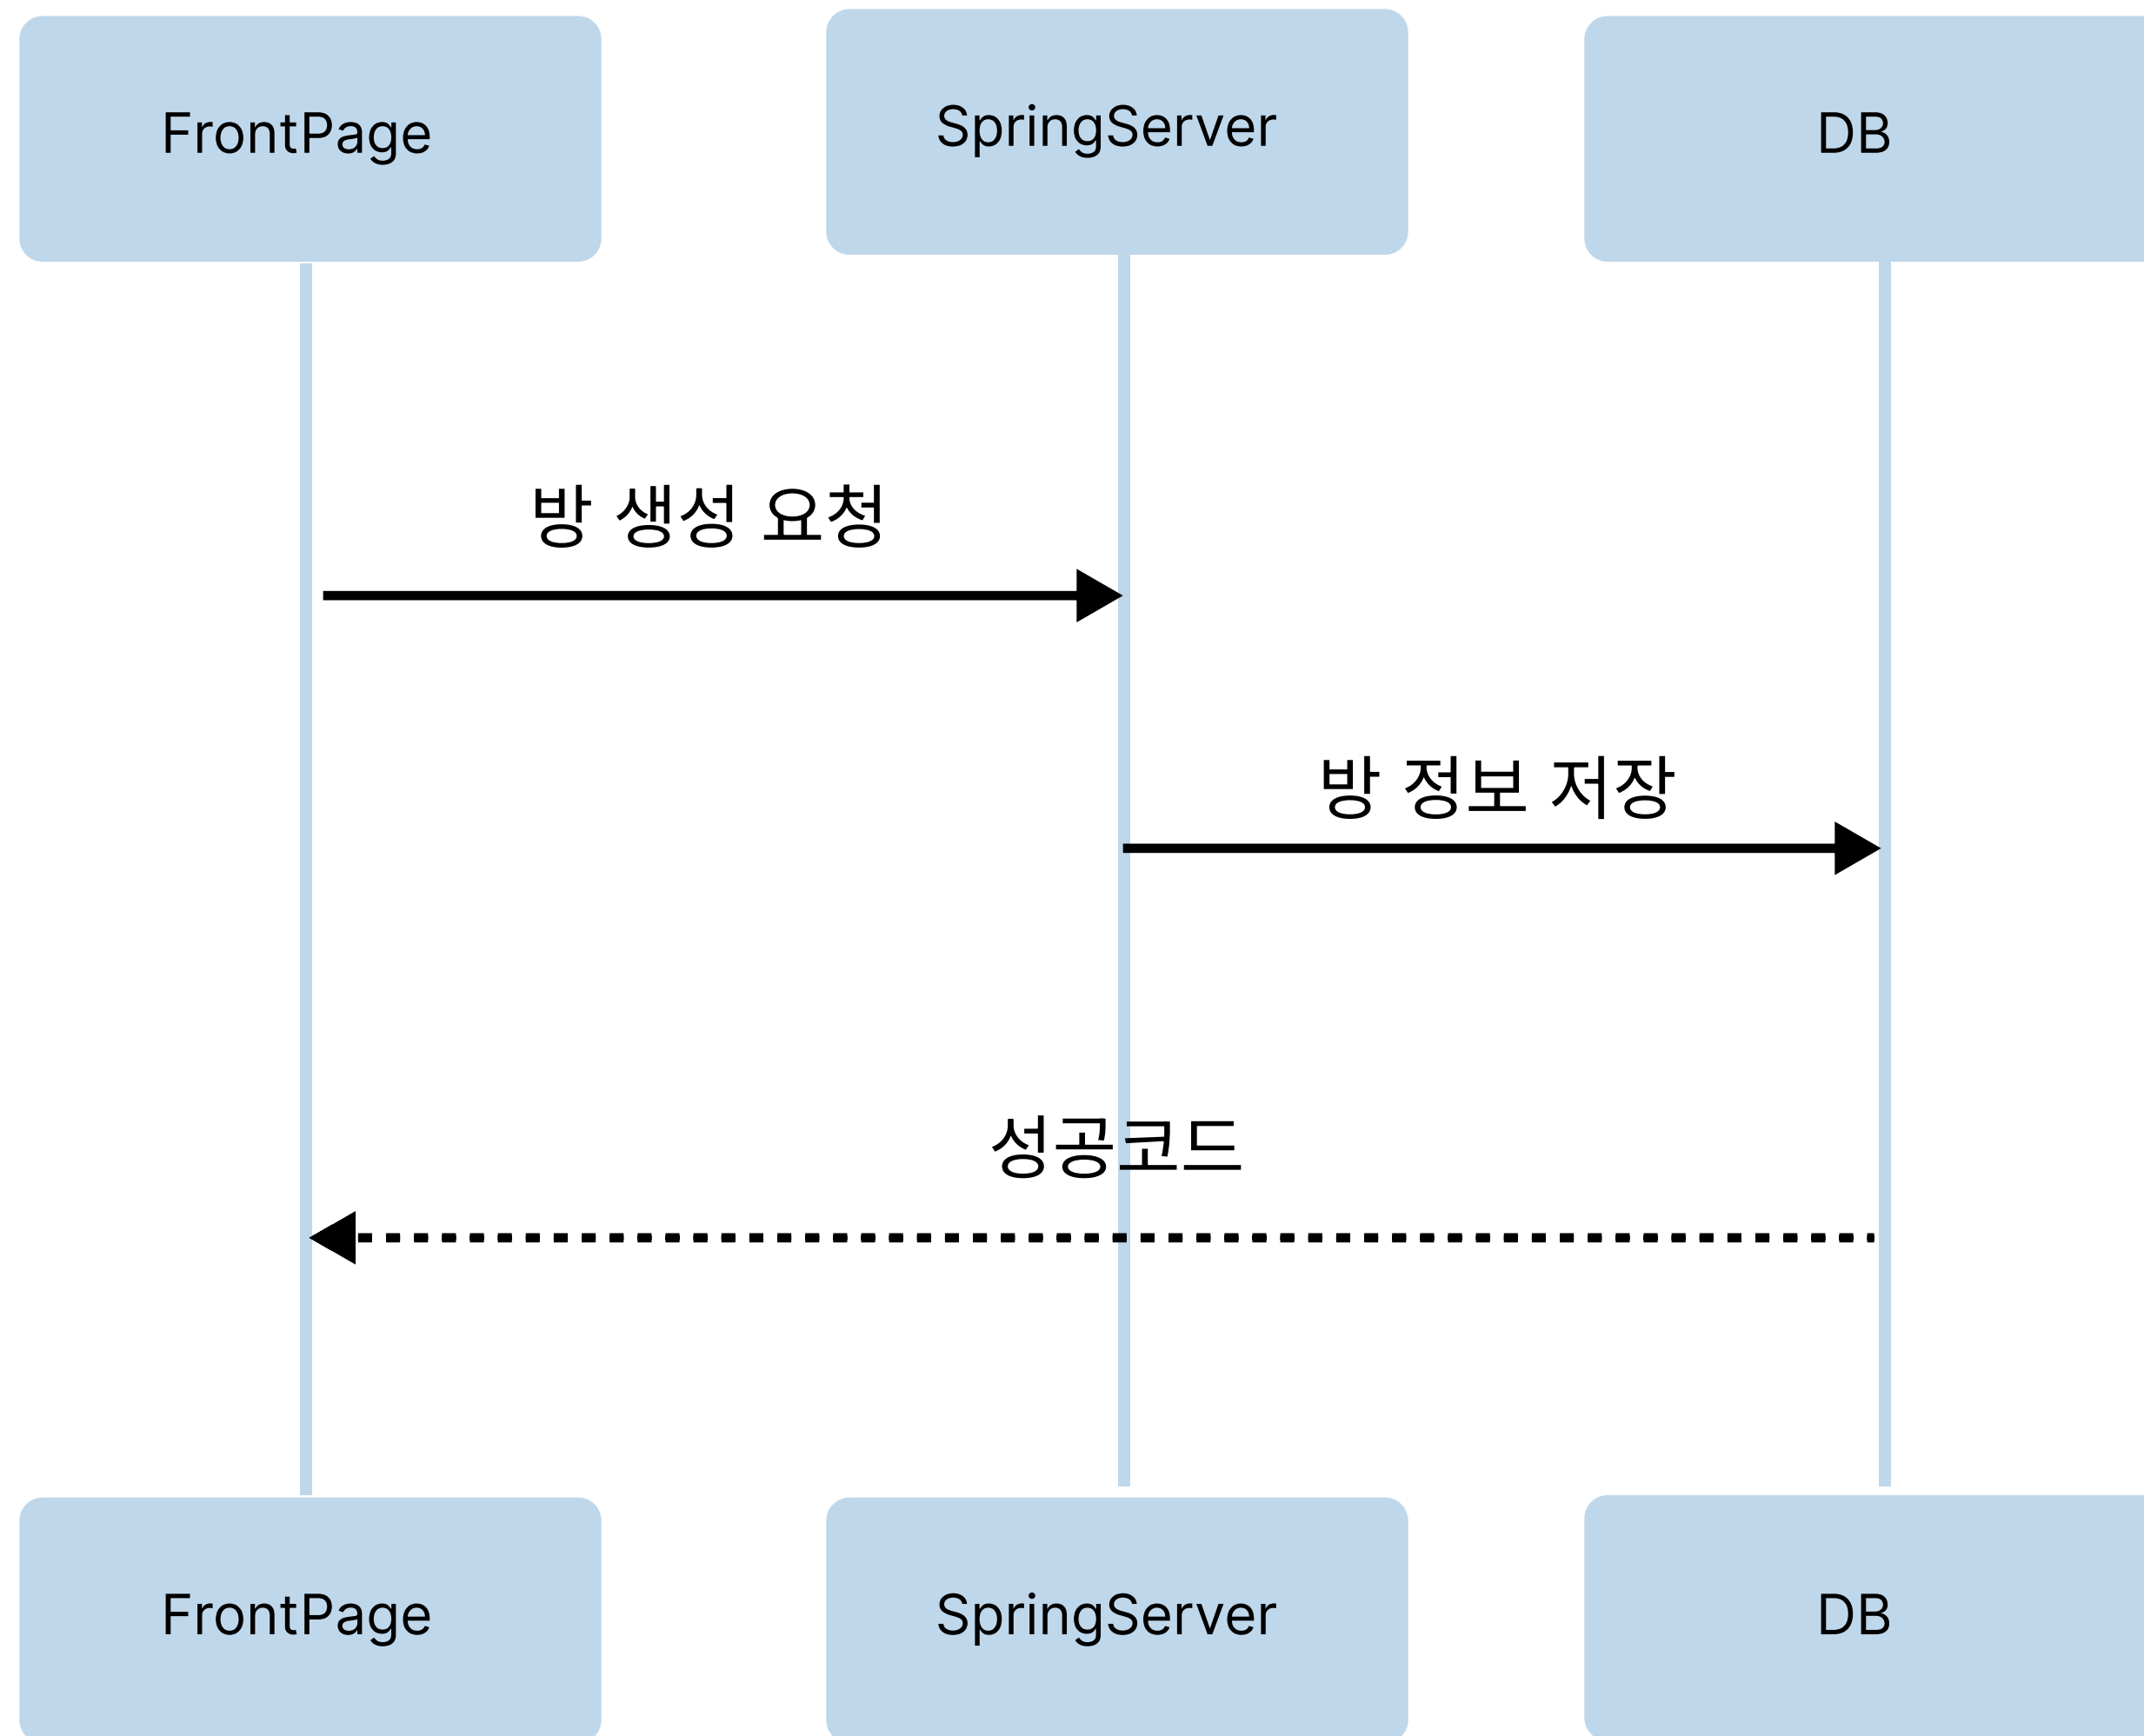 FrontPage
SpringServer
DB
방 생성 요청
방 정보 저장
성공코드
FrontPage
SpringServer
DB